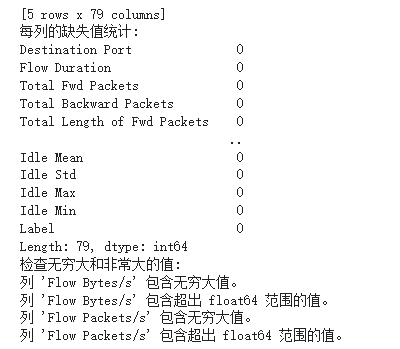 [5 rows x 79 columns]
每列的缺失值统计:
Destination Port 0
Flow Duration 0
Total Fwd Packets 0
Total Backward Packets 0
Total Length of Fwd Packets 0
..
Idle Mean 0
Idle Std 0
Idle Max 0
Idle Min 0
Label 0
Length: 79, dtype: int64
检查无穷大和非常大的值:
列 'Flow Bytes/s' 包含无穷大值。
列 'Flow Bytes/s' 包含超出 float64 范围的值。
列 'Flow Packets/s' 包含无穷大值。
列 'Flow Packets/s' 包含超出 float64 范围的值。